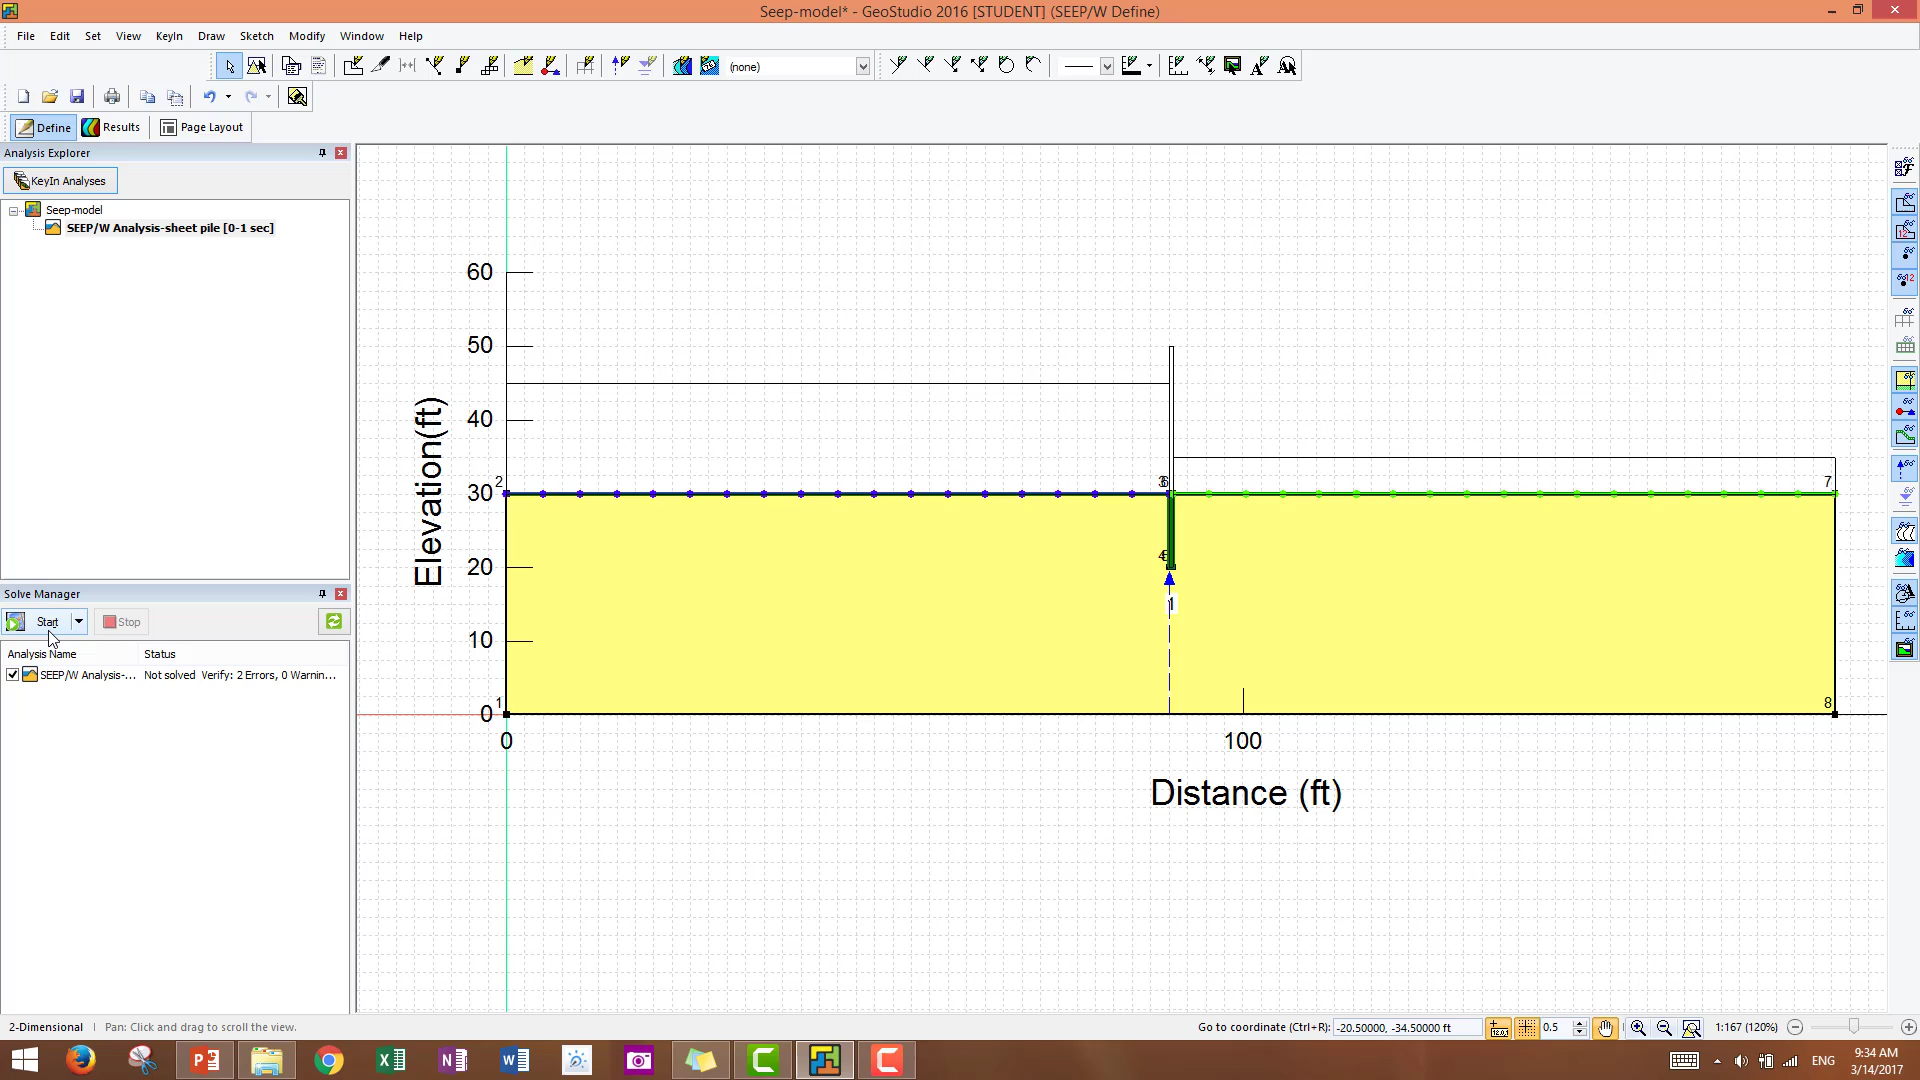 Seep-model* - GeoStudio 2016 [STUDENT] (SEEP/W Define)
File Edit Set View KeyIn Draw Sketch Modify Window Help
(none)
Define Results Page Layout
Analysis Explorer
KeyIn Analyses
Seep-model
SEEP/W Analysis-sheet pile [0-1 sec]
Solve Manager
Start Stop
Analysis Name Status
SEEP/W Analysis-... Not solved Verify: 2 Errors, 0 Warnin...
Elevation(ft)
60
50
40
30
20
10
0
2
3
6
7
4
1
1
8
0
100
Distance (ft)
2-Dimensional Pan: Click and drag to scroll the view.
Go to coordinate (Ctrl+R): -20.50000, -34.50000 ft
0.5
1:167 (120%)
ENG
9:34 AM
3/14/2017